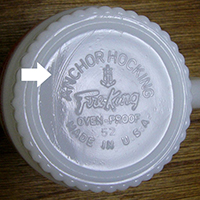 ANCHOR HOCKING
Fire-King
OVEN-PROOF
52
MADE IN U.S.A.